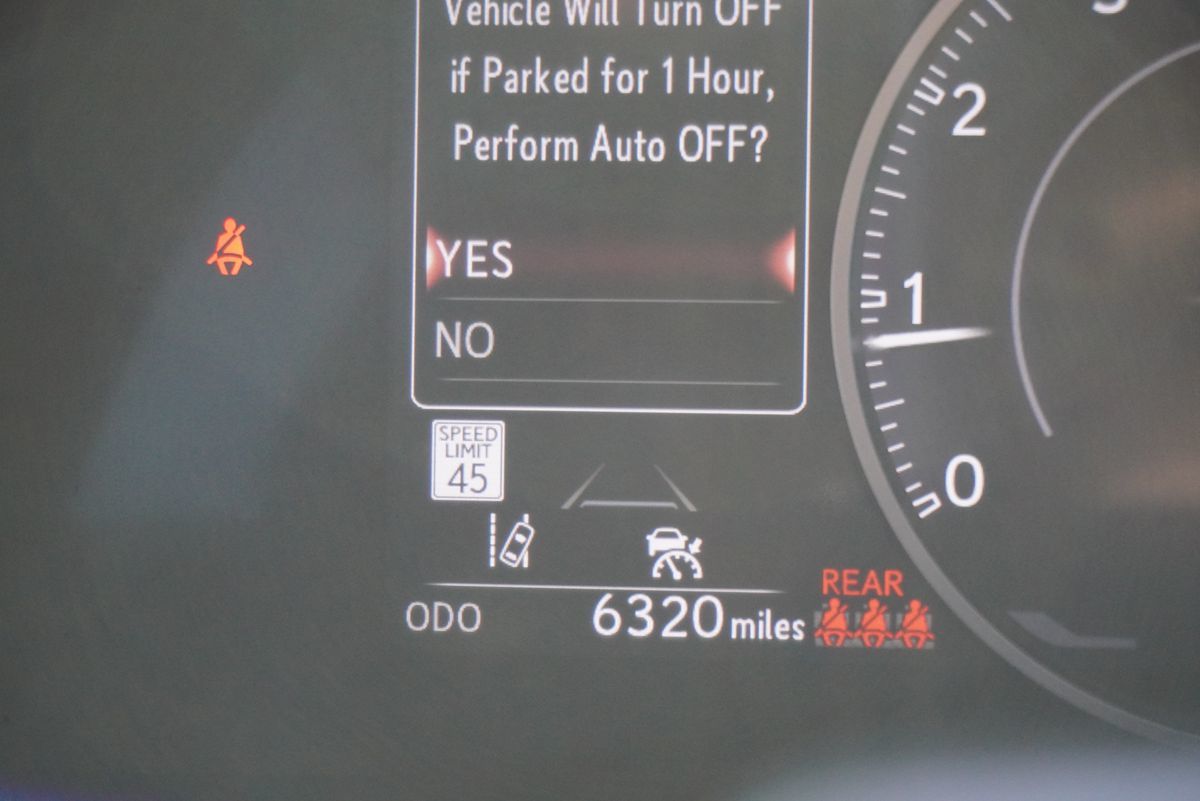 Vehicle Will Turn OFF
if Parked for 1 Hour,
Perform Auto OFF?
YES
NO
SPEED
LIMIT
45
ODO 6320 miles
REAR
2
1
0